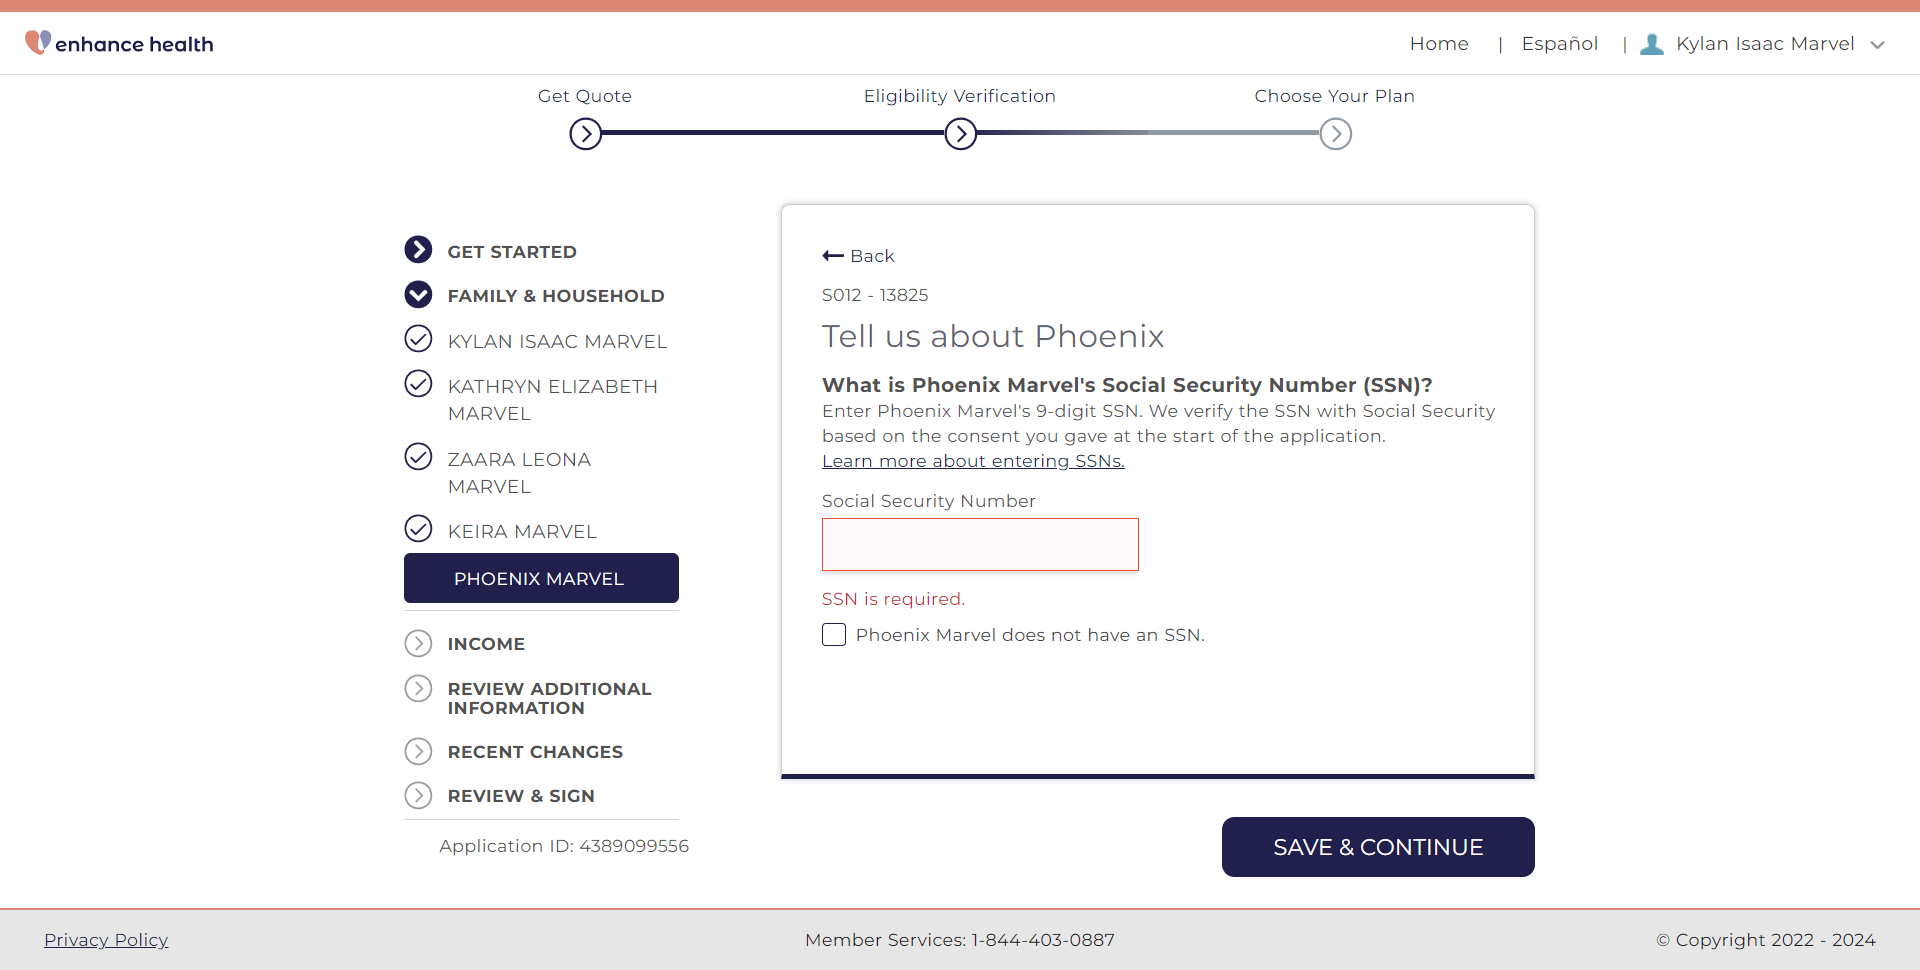 enhance health
Home | Español | Kylan Isaac Marvel
Get Quote
Eligibility Verification
Choose Your Plan
GET STARTED
FAMILY & HOUSEHOLD
KYLAN ISAAC MARVEL
KATHRYN ELIZABETH
MARVEL
ZAARA LEONA
MARVEL
KEIRA MARVEL
PHOENIX MARVEL
INCOME
REVIEW ADDITIONAL
INFORMATION
RECENT CHANGES
REVIEW & SIGN
Application ID: 4389099556
Back
S012 - 13825
Tell us about Phoenix
What is Phoenix Marvel's Social Security Number (SSN)?
Enter Phoenix Marvel's 9-digit SSN. We verify the SSN with Social Security
based on the consent you gave at the start of the application.
Learn more about entering SSNs.
Social Security Number
SSN is required.
Phoenix Marvel does not have an SSN.
SAVE & CONTINUE
Privacy Policy
Member Services: 1-844-403-0887
© Copyright 2022 - 2024